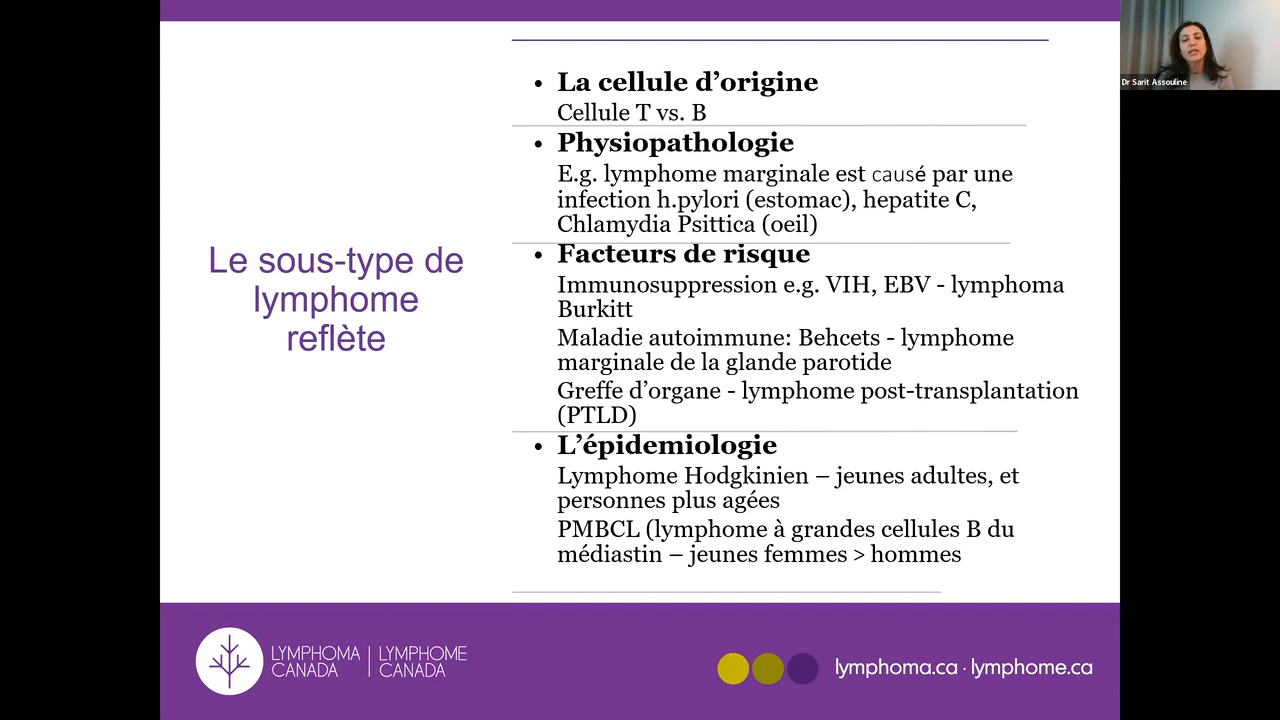 Dr Sarit Assouline
Le sous-type de
lymphome
reflète
• La cellule d’origine
Cellule T vs. B
• Physiopathologie
E.g. lymphome marginale est causé par une
infection h.pylori (estomac), hepatite C,
Chlamydia Psittica (oeil)
• Facteurs de risque
Immunosuppression e.g. VIH, EBV - lymphoma
Burkitt
Maladie autoimmune: Behcets - lymphome
marginale de la glande parotide
Greffe d’organe - lymphome post-transplantation
(PTLD)
• L’épidemiologie
Lymphome Hodgkinien – jeunes adultes, et
personnes plus agées
PMBCL (lymphome à grandes cellules B du
médiastin – jeunes femmes > hommes
LYMPHOMA | LYMPHOME
CANADA | CANADA
lymphoma.ca · lymphome.ca